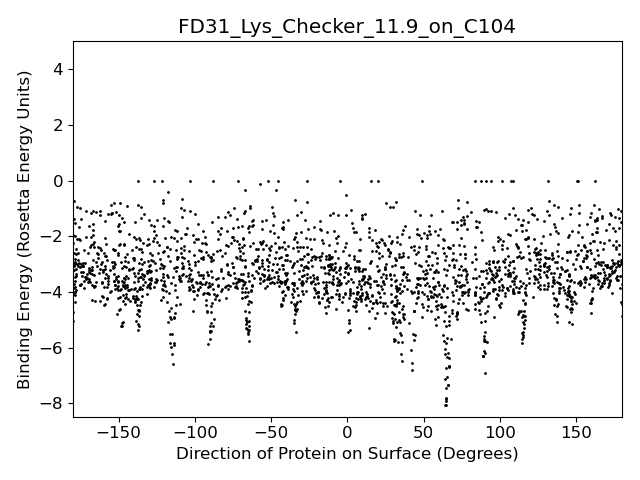 FD31_Lys_Checker_11.9_on_C104
Binding Energy (Rosetta Energy Units)
4
2
0
−2
−4
−6
−8
−150 −100 −50 0 50 100 150
Direction of Protein on Surface (Degrees)